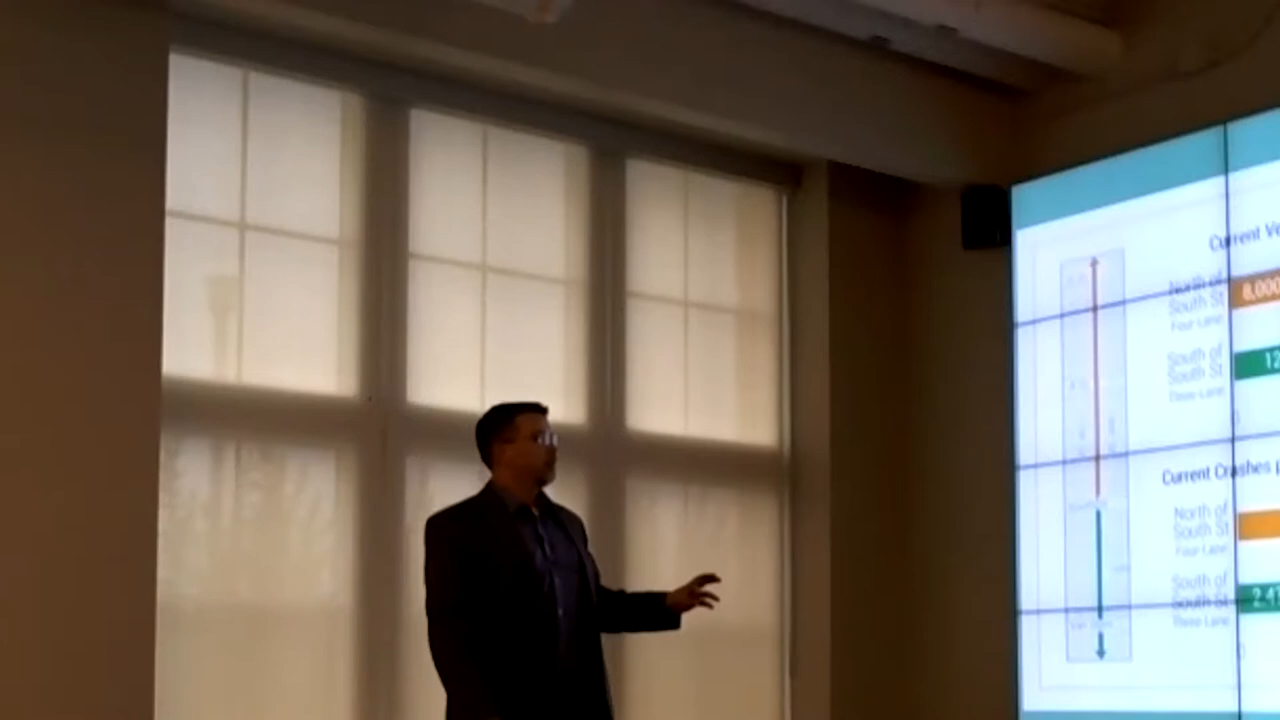 Current Ve
North of
South St
Four Lane
8,000
South of
South St
Three Lane
12
Current Crashes p
North of
South St
Four Lane
South of
South St
Three Lane
2.4